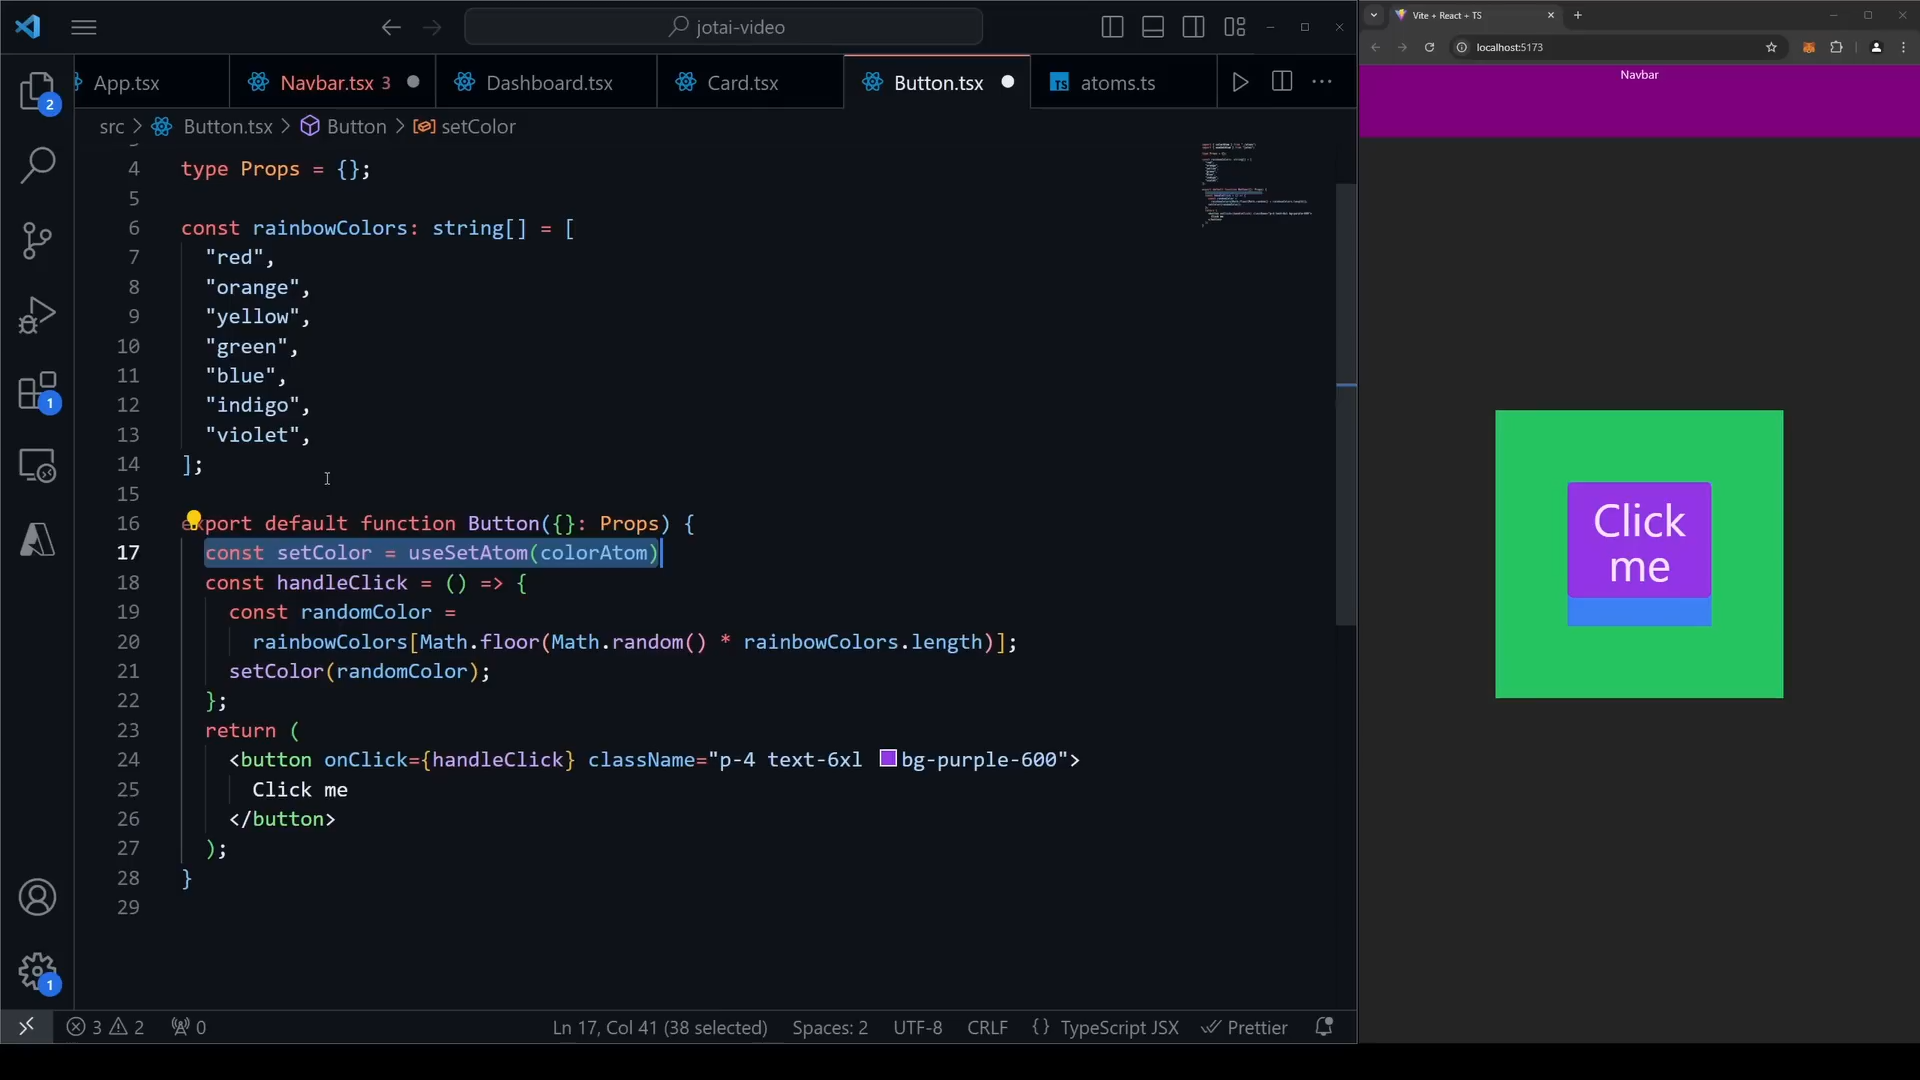 jotai-video
App.tsx
Navbar.tsx 3
Dashboard.tsx
Card.tsx
Button.tsx
atoms.ts
src > Button.tsx > Button > setColor
4 type Props = {};
5
6 const rainbowColors: string[] = [
7 "red",
8 "orange",
9 "yellow",
10 "green",
11 "blue",
12 "indigo",
13 "violet",
14 ];
15
16 export default function Button({}: Props) {
17 const setColor = useSetAtom(colorAtom)
18 const handleClick = () => {
19 const randomColor =
20 rainbowColors[Math.floor(Math.random() * rainbowColors.length)];
21 setColor(randomColor);
22 };
23 return (
24 <button onClick={handleClick} className="p-4 text-6xl bg-purple-600">
25 Click me
26 </button>
27 );
28 }
29
2
1
1
3 2 0
Ln 17, Col 41 (38 selected)
Spaces: 2
UTF-8
CRLF
{} TypeScript JSX
Prettier
Vite + React + TS
localhost:5173
Navbar
Click
me